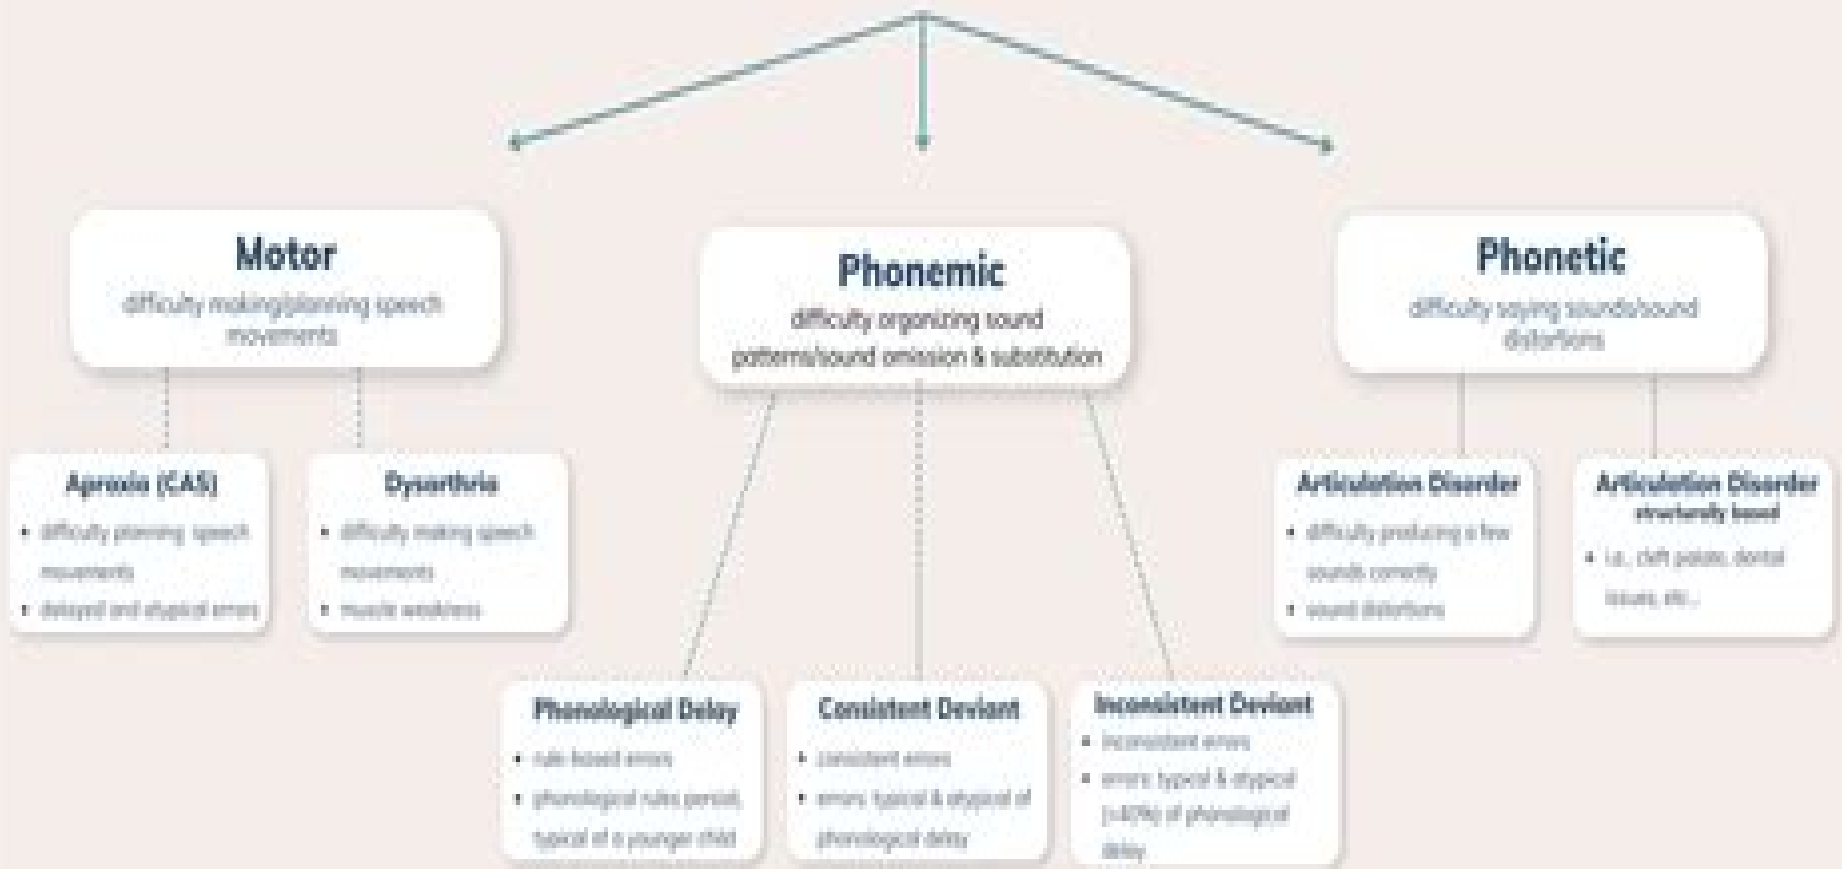 Motor
difficulty making/planning speech
movements
Phonemic
difficulty organizing sound
patterns/sound omission & substitution
Phonetic
difficulty saying sounds/sound
distortions
Apraxia (CAS)
• difficulty planning speech
movements
• delayed and atypical errors
Dysarthria
• difficulty making speech
movements
• muscle weakness
Articulation Disorder
• difficulty producing a few
sounds correctly
• sound distortions
Articulation Disorder
structurally based
• i.e., cleft palate, dental
issues, etc...
Phonological Delay
• rule-based errors
• phonological rules persist,
typical of a younger child
Consistent Deviant
• consistent errors
• errors: typical & atypical of
phonological delay
Inconsistent Deviant
• inconsistent errors
• errors: typical & atypical
(>40%) of phonological
delay